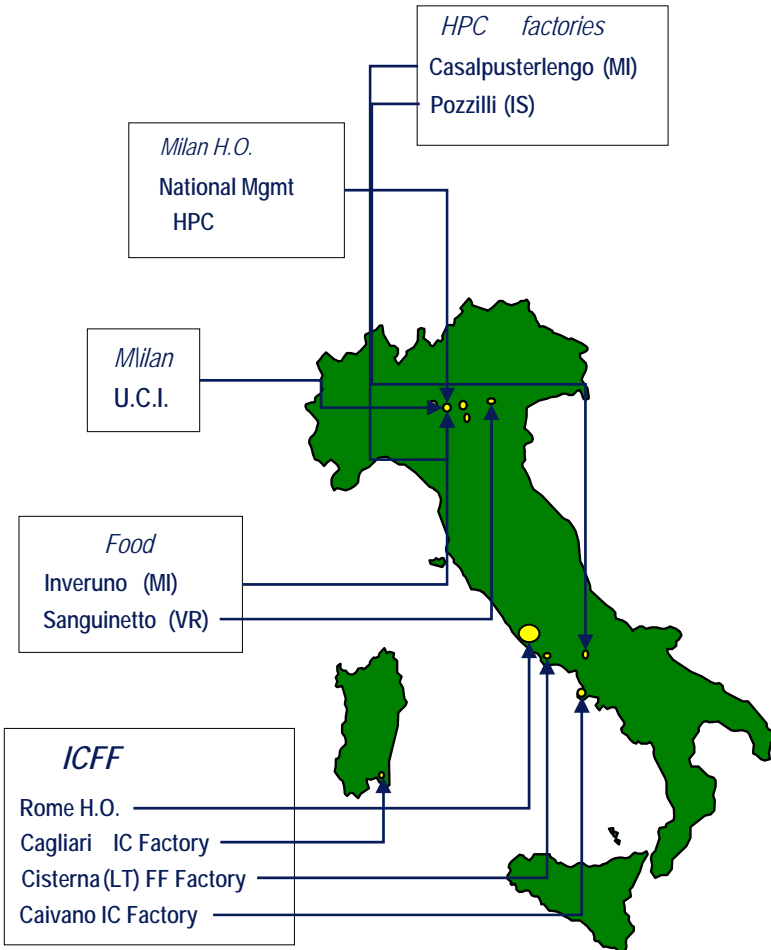 HPC factories
Casalpusterlengo (MI)
Pozzilli (IS)
Milan H.O.
National Mgmt
HPC
M\ilan
U.C.I.
Food
Inveruno (MI)
Sanguinetto (VR)
ICFF
Rome H.O.
Cagliari IC Factory
Cisterna (LT) FF Factory
Caivano IC Factory